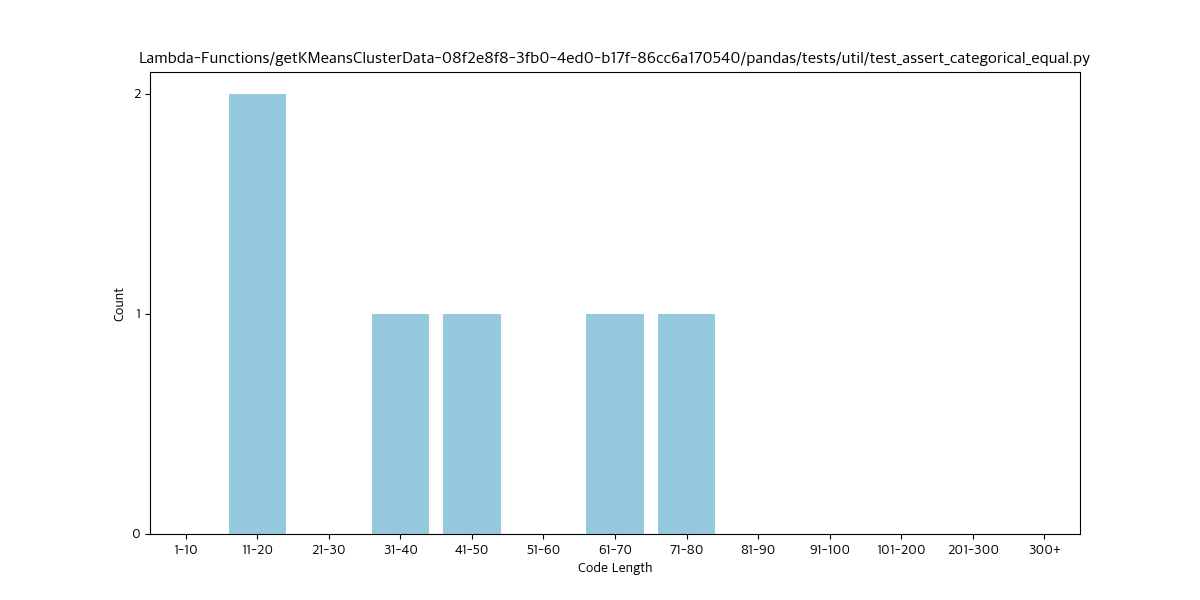 Lambda-Functions/getKMeansClusterData-08f2e8f8-3fb0-4ed0-b17f-86cc6a170540/pandas/tests/util/test_assert_categorical_equal.py
2
1
0
Count
1-10 11-20 21-30 31-40 41-50 51-60 61-70 71-80 81-90 91-100 101-200 201-300 300+
Code Length